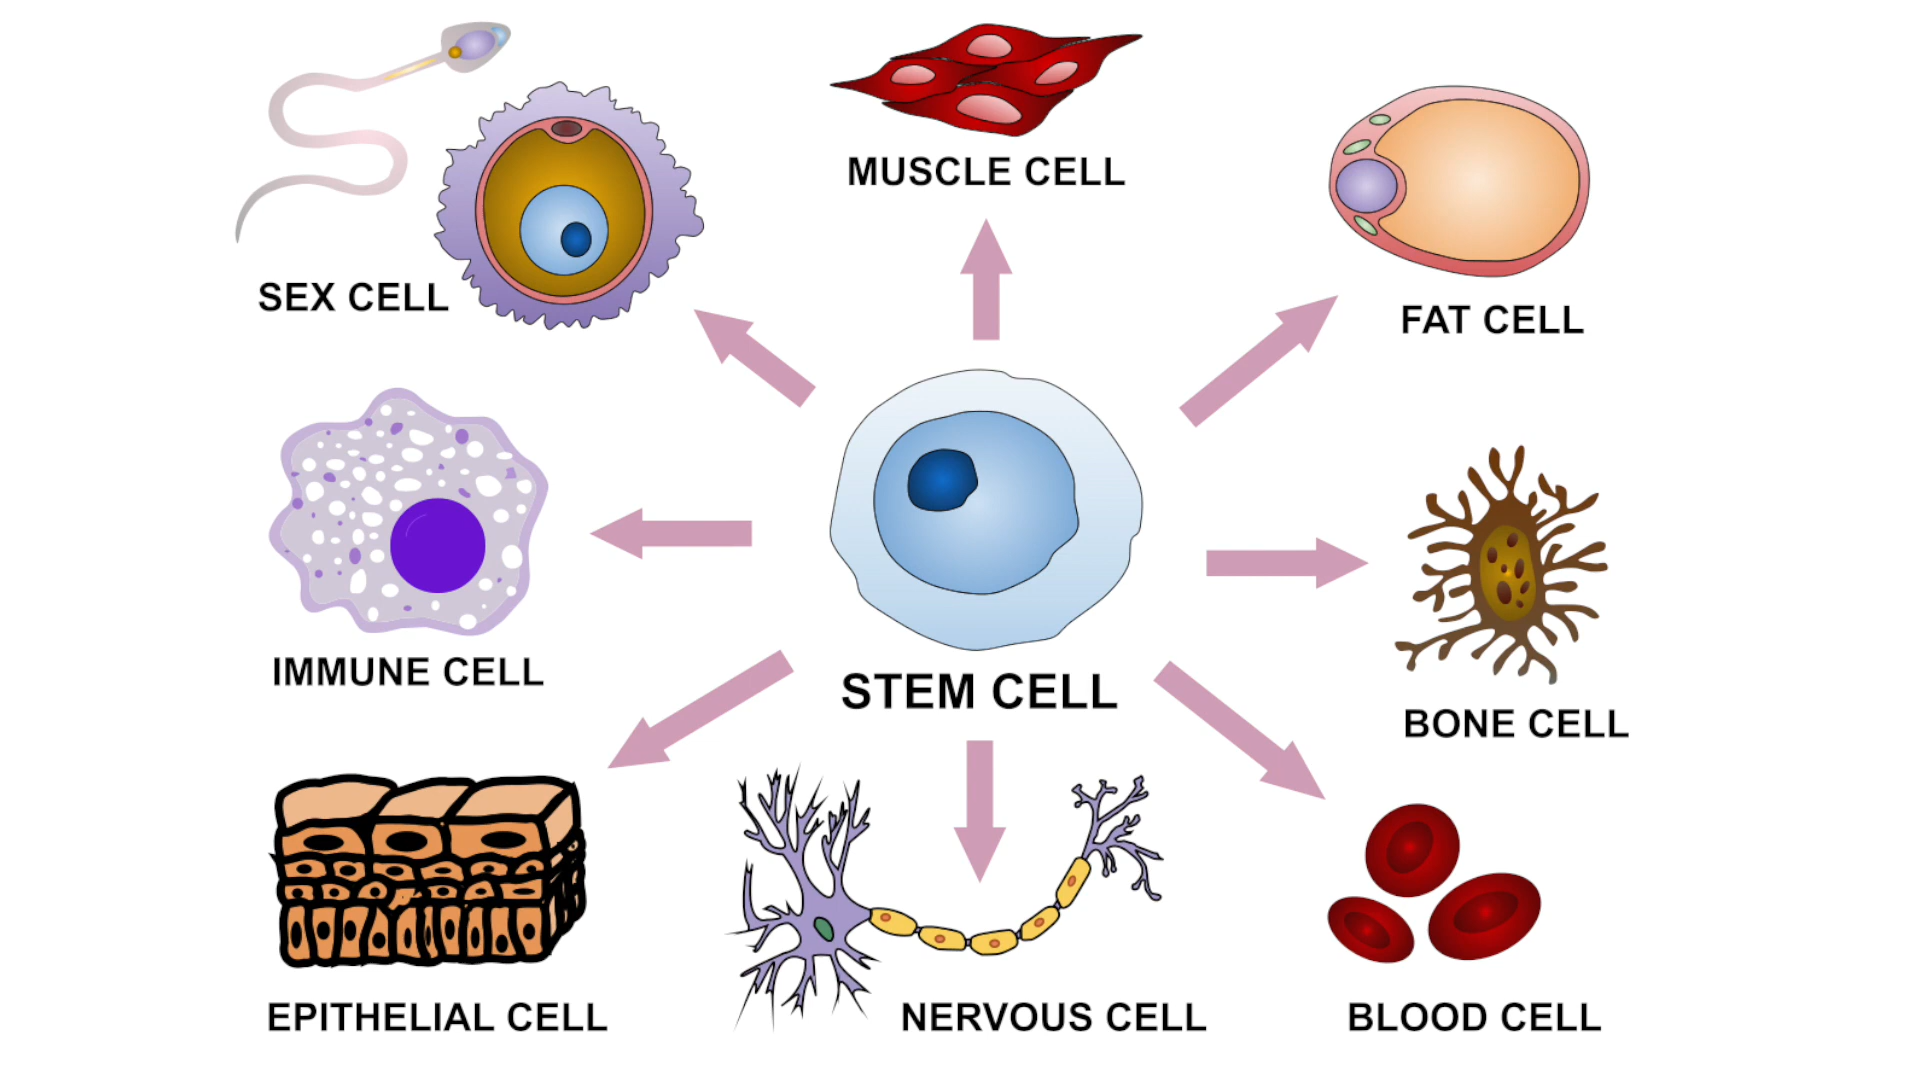 MUSCLE CELL
SEX CELL
FAT CELL
IMMUNE CELL
STEM CELL
BONE CELL
EPITHELIAL CELL
NERVOUS CELL
BLOOD CELL